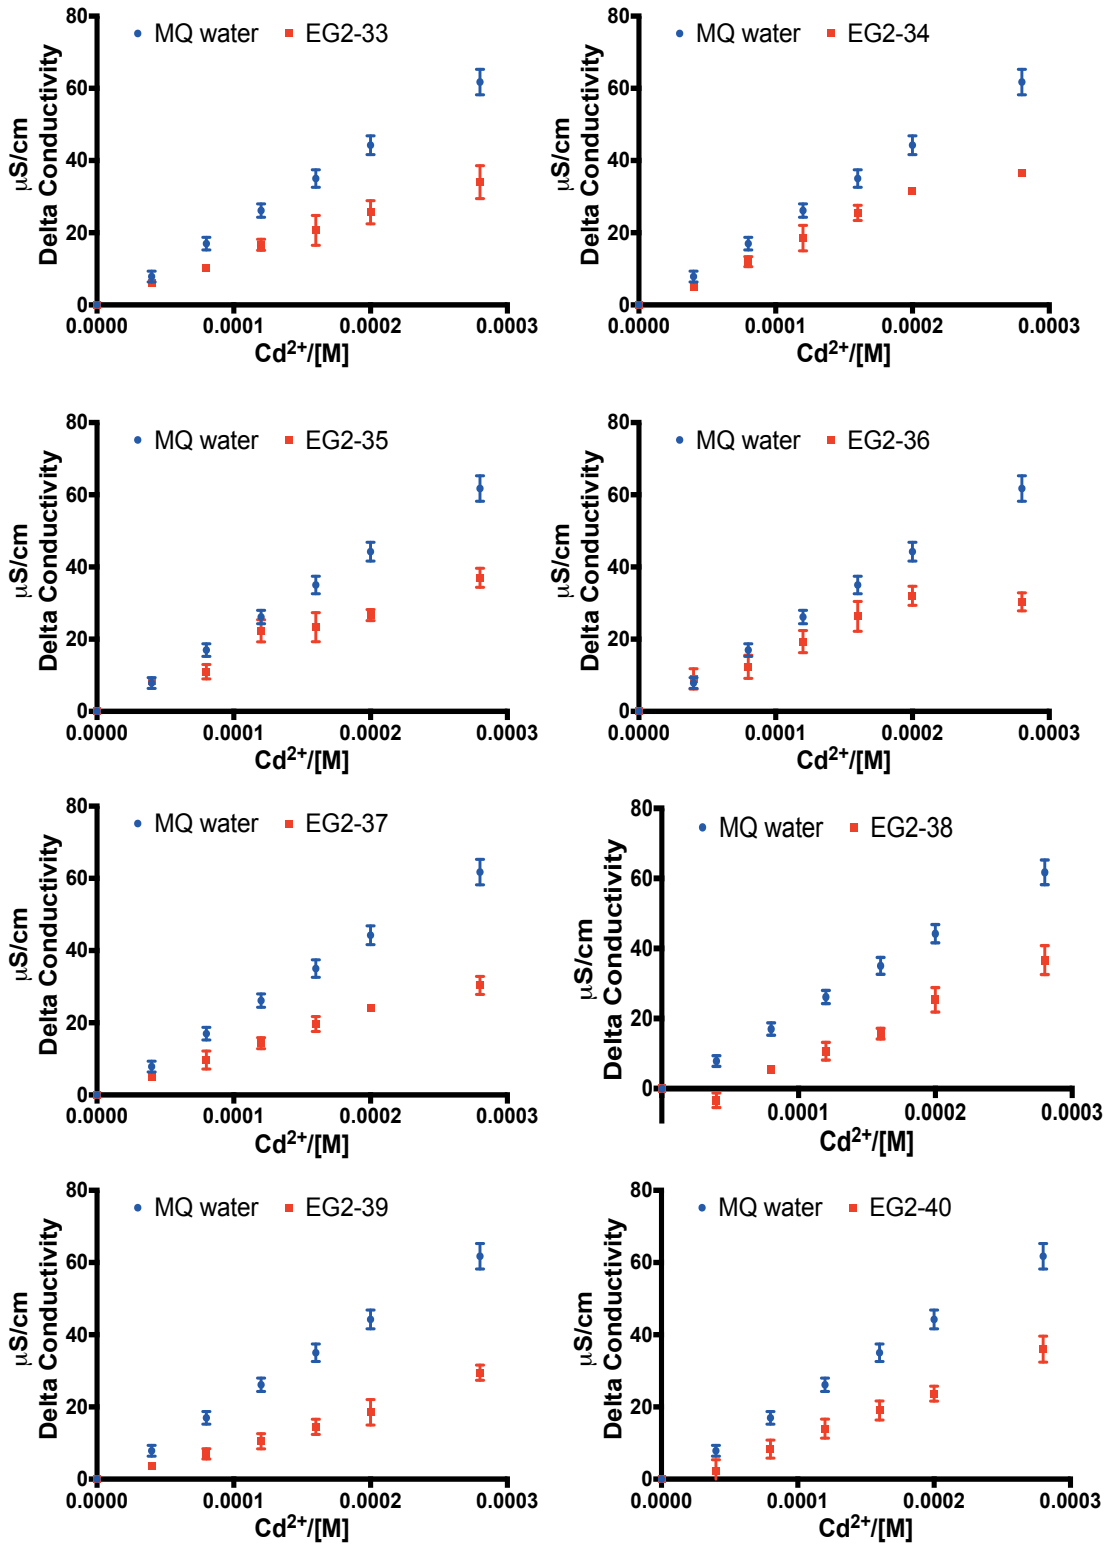 80
MQ water EG2-33
60
40
20
0
0.0000 0.0001 0.0002 0.0003
µS/cm
Delta Conductivity
Cd²⁺/[M]
80
MQ water EG2-34
60
40
20
0
0.0000 0.0001 0.0002 0.0003
µS/cm
Delta Conductivity
Cd²⁺/[M]
80
MQ water EG2-35
60
40
20
0
0.0000 0.0001 0.0002 0.0003
µS/cm
Delta Conductivity
Cd²⁺/[M]
80
MQ water EG2-36
60
40
20
0
0.0000 0.0001 0.0002 0.0003
µS/cm
Delta Conductivity
Cd²⁺/[M]
80
MQ water EG2-37
60
40
20
0
0.0000 0.0001 0.0002 0.0003
µS/cm
Delta Conductivity
Cd²⁺/[M]
80
MQ water EG2-38
60
40
20
0
0.0001 0.0002 0.0003
µS/cm
Delta Conductivity
Cd²⁺/[M]
80
MQ water EG2-39
60
40
20
0
0.0000 0.0001 0.0002 0.0003
µS/cm
Delta Conductivity
Cd²⁺/[M]
80
MQ water EG2-40
60
40
20
0
0.0000 0.0001 0.0002 0.0003
µS/cm
Delta Conductivity
Cd²⁺/[M]